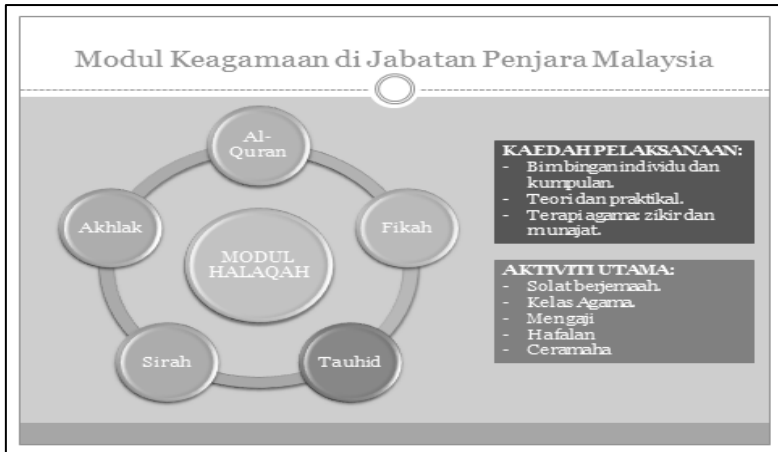 Modul Keagamaan di Jabatan Penjara Malaysia
Al-
Quran
Fikah
Tauhid
Sirah
Akhlak
MODUL
HALAQAH
KAEDAH PELAKSANAAN:
- Bimbingan individu dan
kumpulan.
- Teori dan praktikal.
- Terapi agama: zikir dan
munajat.
AKTIVITI UTAMA:
- Solat berjemaah.
- Kelas Agama.
- Mengaji
- Hafalan
- Ceramaha